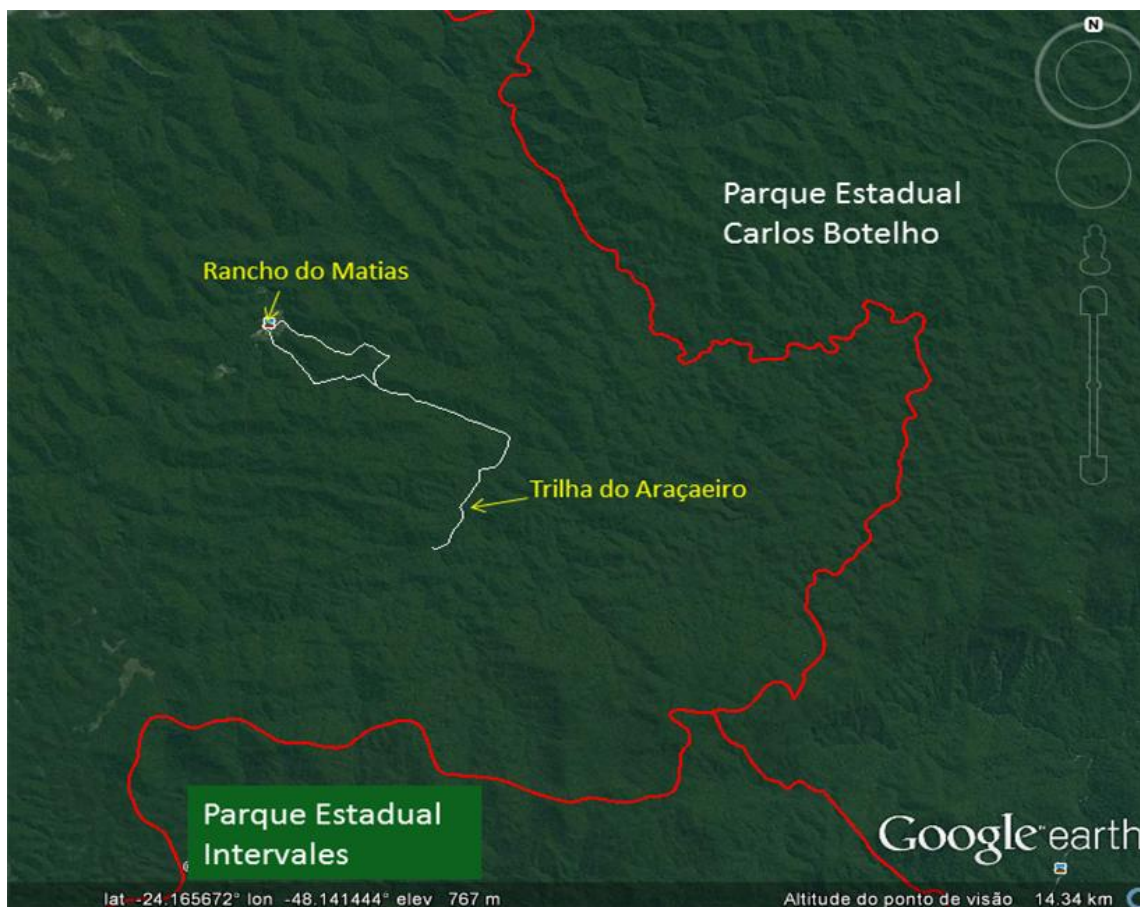 N
Parque Estadual
Carlos Botelho
Rancho do Matias
Trilha do Araçaeiro
Parque Estadual
Intervales
Google earth
lat -24.165672° lon -48.141444° elev 767 m
Altitude do ponto de visão 14.34 km